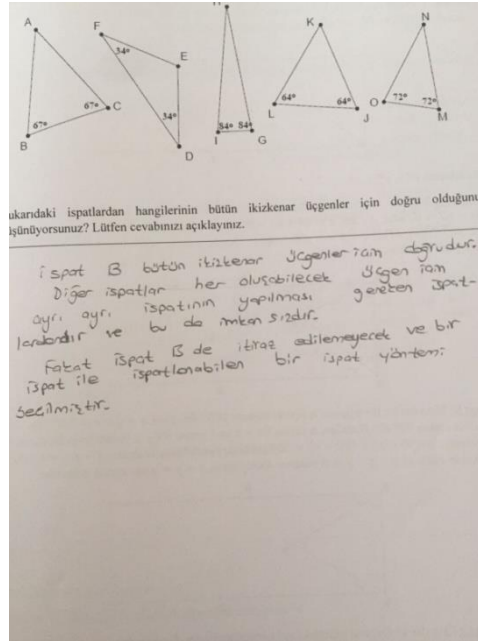 A
F
E
K
N
34°
67°
C
67°
B
34°
D
84° 84°
I
G
64°
64°
L
J
O
72°
72°
M
ukarıdaki ispatlardan hangilerinin bütün ikizkenar üçgenler için doğru olduğunu
üşünüyorsunuz? Lütfen cevabınızı açıklayınız.
İspat B bütün ikizkenar üçgenler için doğrudur.
Diğer ispatlar her oluşabilecek üçgen için
ayrı ayrı ispatının yapılması gereken ispat-
lardandır ve bu da imkansızdır.
Fakat ispat B de itiraz edilemeyecek ve bir
ispat ile ispatlanabilen bir ispat yöntemi
seçilmiştir.